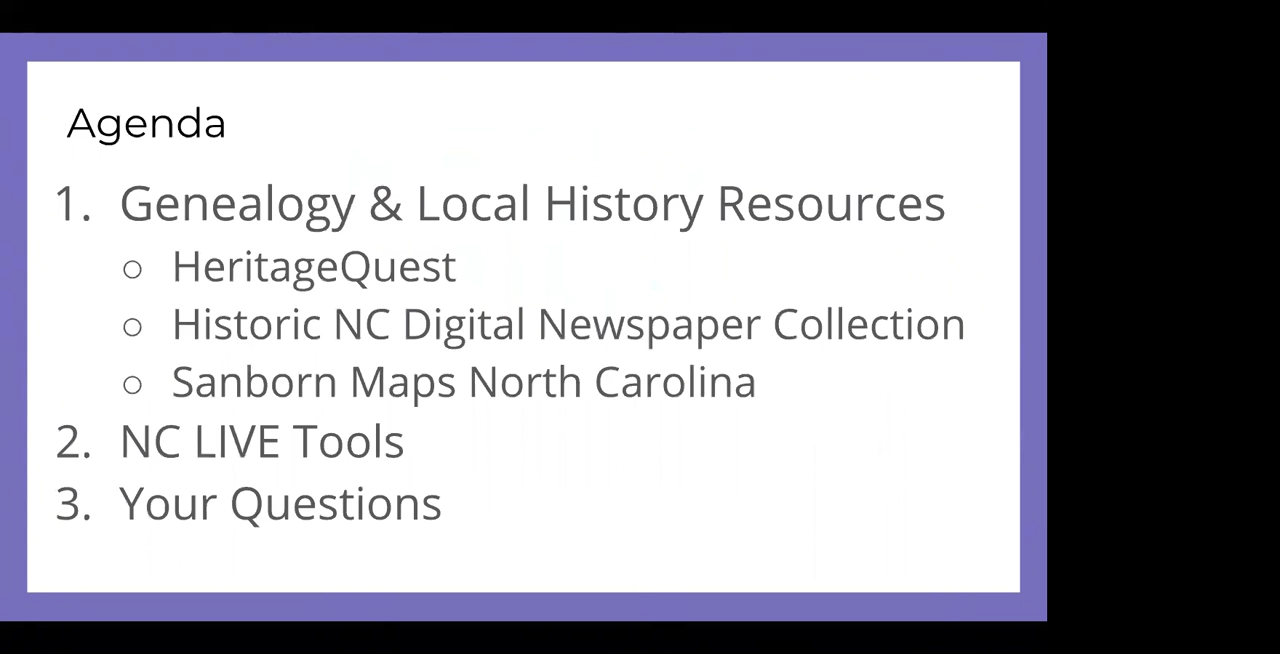 Agenda
1. Genealogy & Local History Resources
○ HeritageQuest
○ Historic NC Digital Newspaper Collection
○ Sanborn Maps North Carolina
2. NC LIVE Tools
3. Your Questions